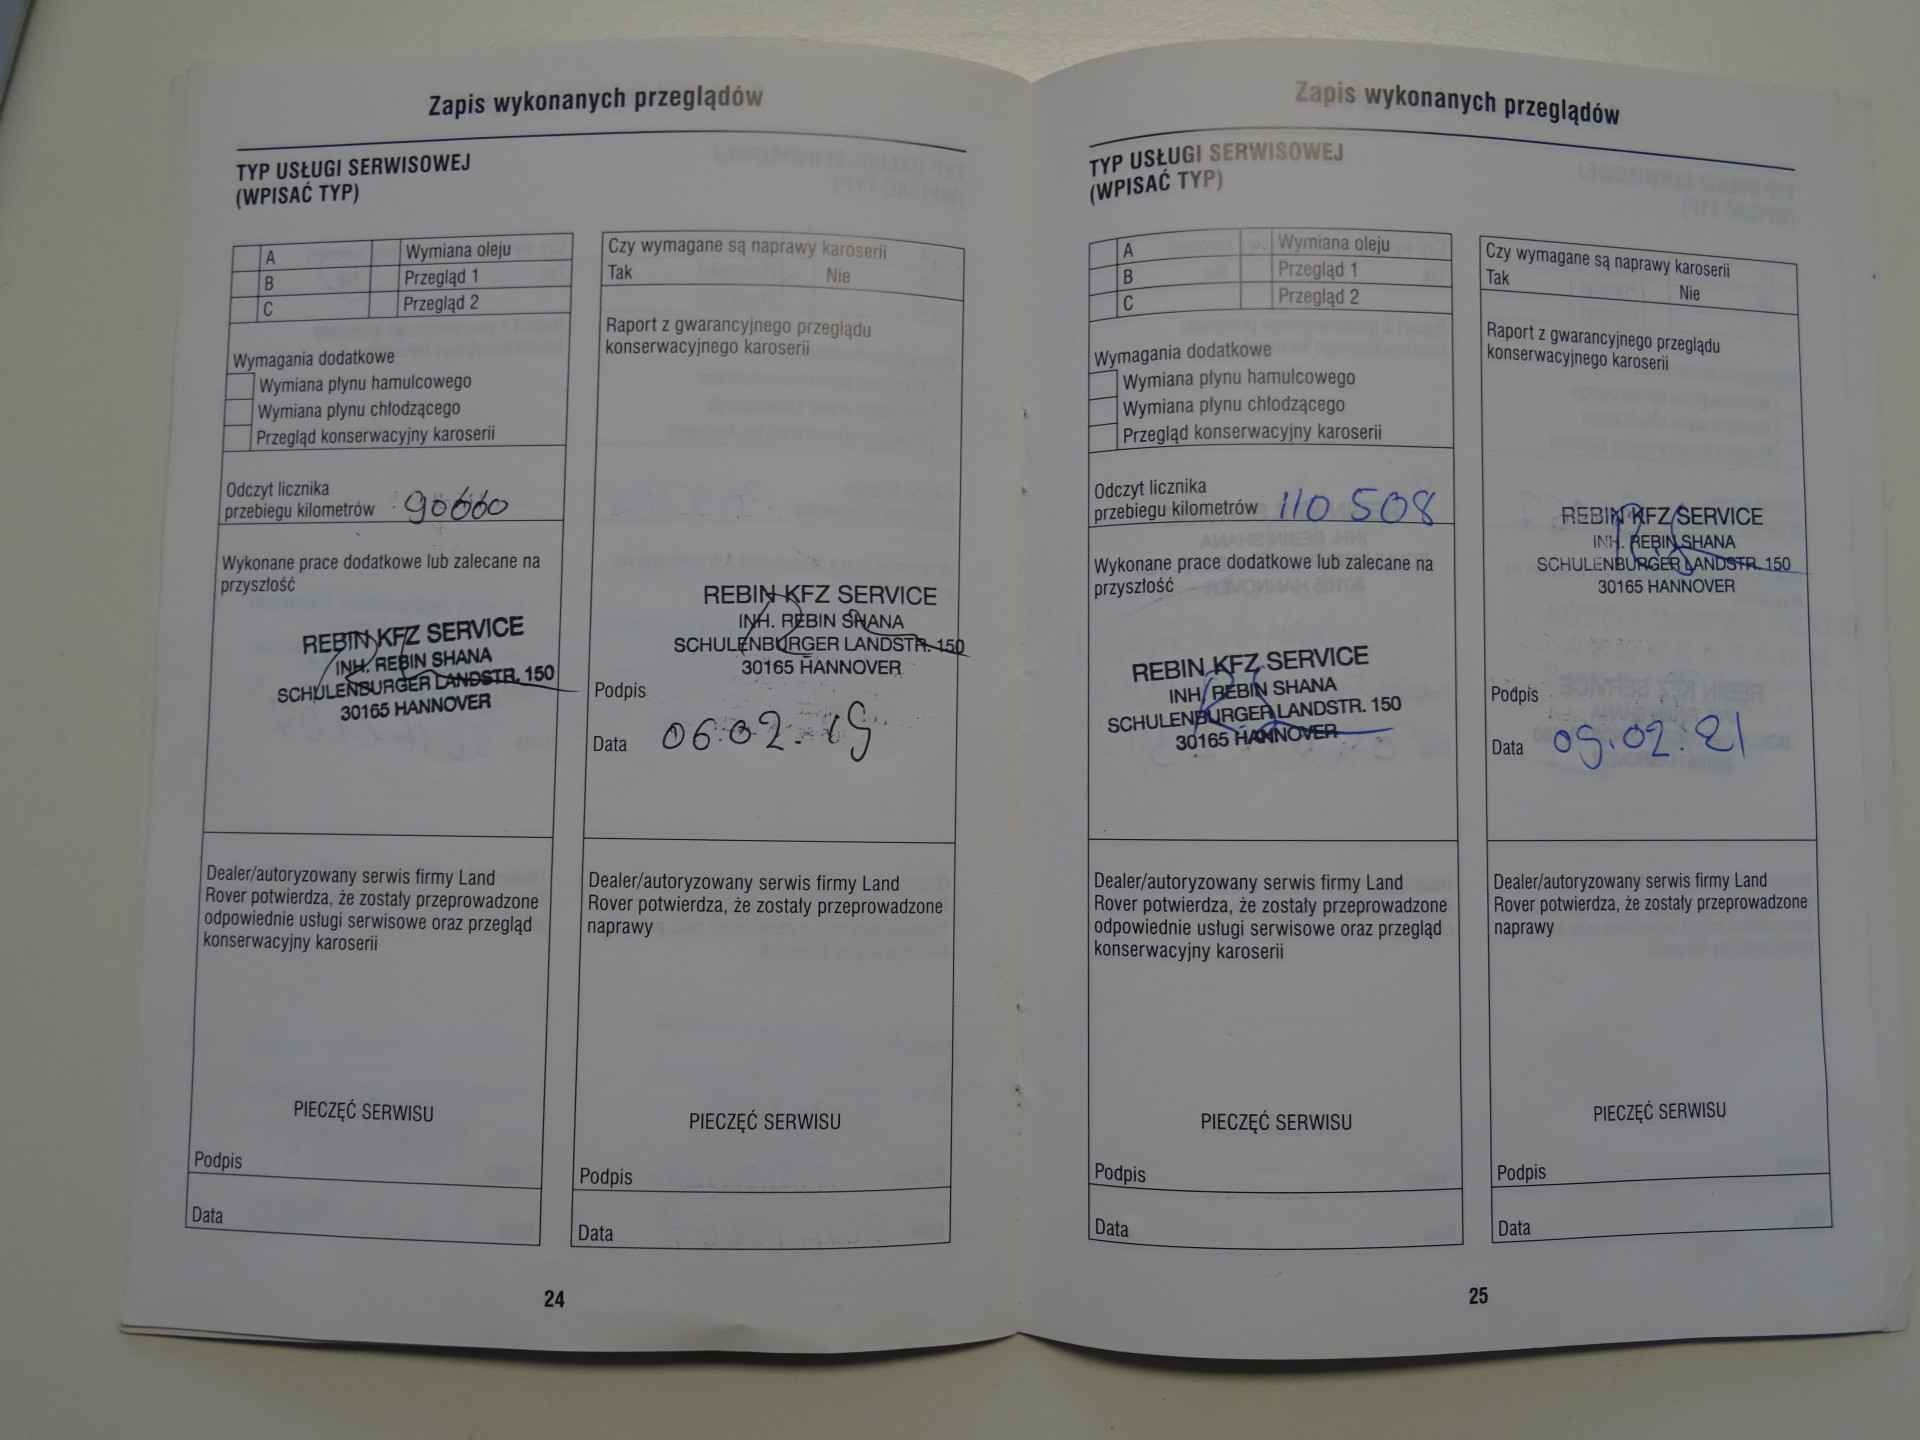 Zapis wykonanych przeglądów
TYP USŁUGI SERWISOWEJ
(WPISAĆ TYP)
A Wymiana oleju
B Przegląd 1
C Przegląd 2
Wymagania dodatkowe
Wymiana płynu hamulcowego
Wymiana płynu chłodzącego
Przegląd konserwacyjny karoserii
Odczyt licznika
przebiegu kilometrów 90660
Wykonane prace dodatkowe lub zalecane na
przyszłość
REBIN KFZ SERVICE
INH. REBIN SHANA
SCHULENBURGER LANDSTR. 150
30165 HANNOVER
Dealer/autoryzowany serwis firmy Land
Rover potwierdza, że zostały przeprowadzone
odpowiednie usługi serwisowe oraz przegląd
konserwacyjny karoserii
PIECZĘĆ SERWISU
Podpis
Data
Czy wymagane są naprawy karoserii
Tak Nie
Raport z gwarancyjnego przeglądu
konserwacyjnego karoserii
REBIN KFZ SERVICE
INH. REBIN SHANA
SCHULENBURGER LANDSTR. 150
30165 HANNOVER
Podpis
Data 06.02.19
Dealer/autoryzowany serwis firmy Land
Rover potwierdza, że zostały przeprowadzone
naprawy
PIECZĘĆ SERWISU
Podpis
Data
24
Zapis wykonanych przeglądów
TYP USŁUGI SERWISOWEJ
(WPISAĆ TYP)
A Wymiana oleju
B Przegląd 1
C Przegląd 2
Wymagania dodatkowe
Wymiana płynu hamulcowego
Wymiana płynu chłodzącego
Przegląd konserwacyjny karoserii
Odczyt licznika
przebiegu kilometrów 110 508
Wykonane prace dodatkowe lub zalecane na
przyszłość
REBIN KFZ SERVICE
INH. REBIN SHANA
SCHULENBURGER LANDSTR. 150
30165 HANNOVER
Dealer/autoryzowany serwis firmy Land
Rover potwierdza, że zostały przeprowadzone
odpowiednie usługi serwisowe oraz przegląd
konserwacyjny karoserii
PIECZĘĆ SERWISU
Podpis
Data
Czy wymagane są naprawy karoserii
Tak Nie
Raport z gwarancyjnego przeglądu
konserwacyjnego karoserii
REBIN KFZ SERVICE
INH. REBIN SHANA
SCHULENBURGER LANDSTR. 150
30165 HANNOVER
Podpis
Data 09.02.21
Dealer/autoryzowany serwis firmy Land
Rover potwierdza, że zostały przeprowadzone
naprawy
PIECZĘĆ SERWISU
Podpis
Data
25